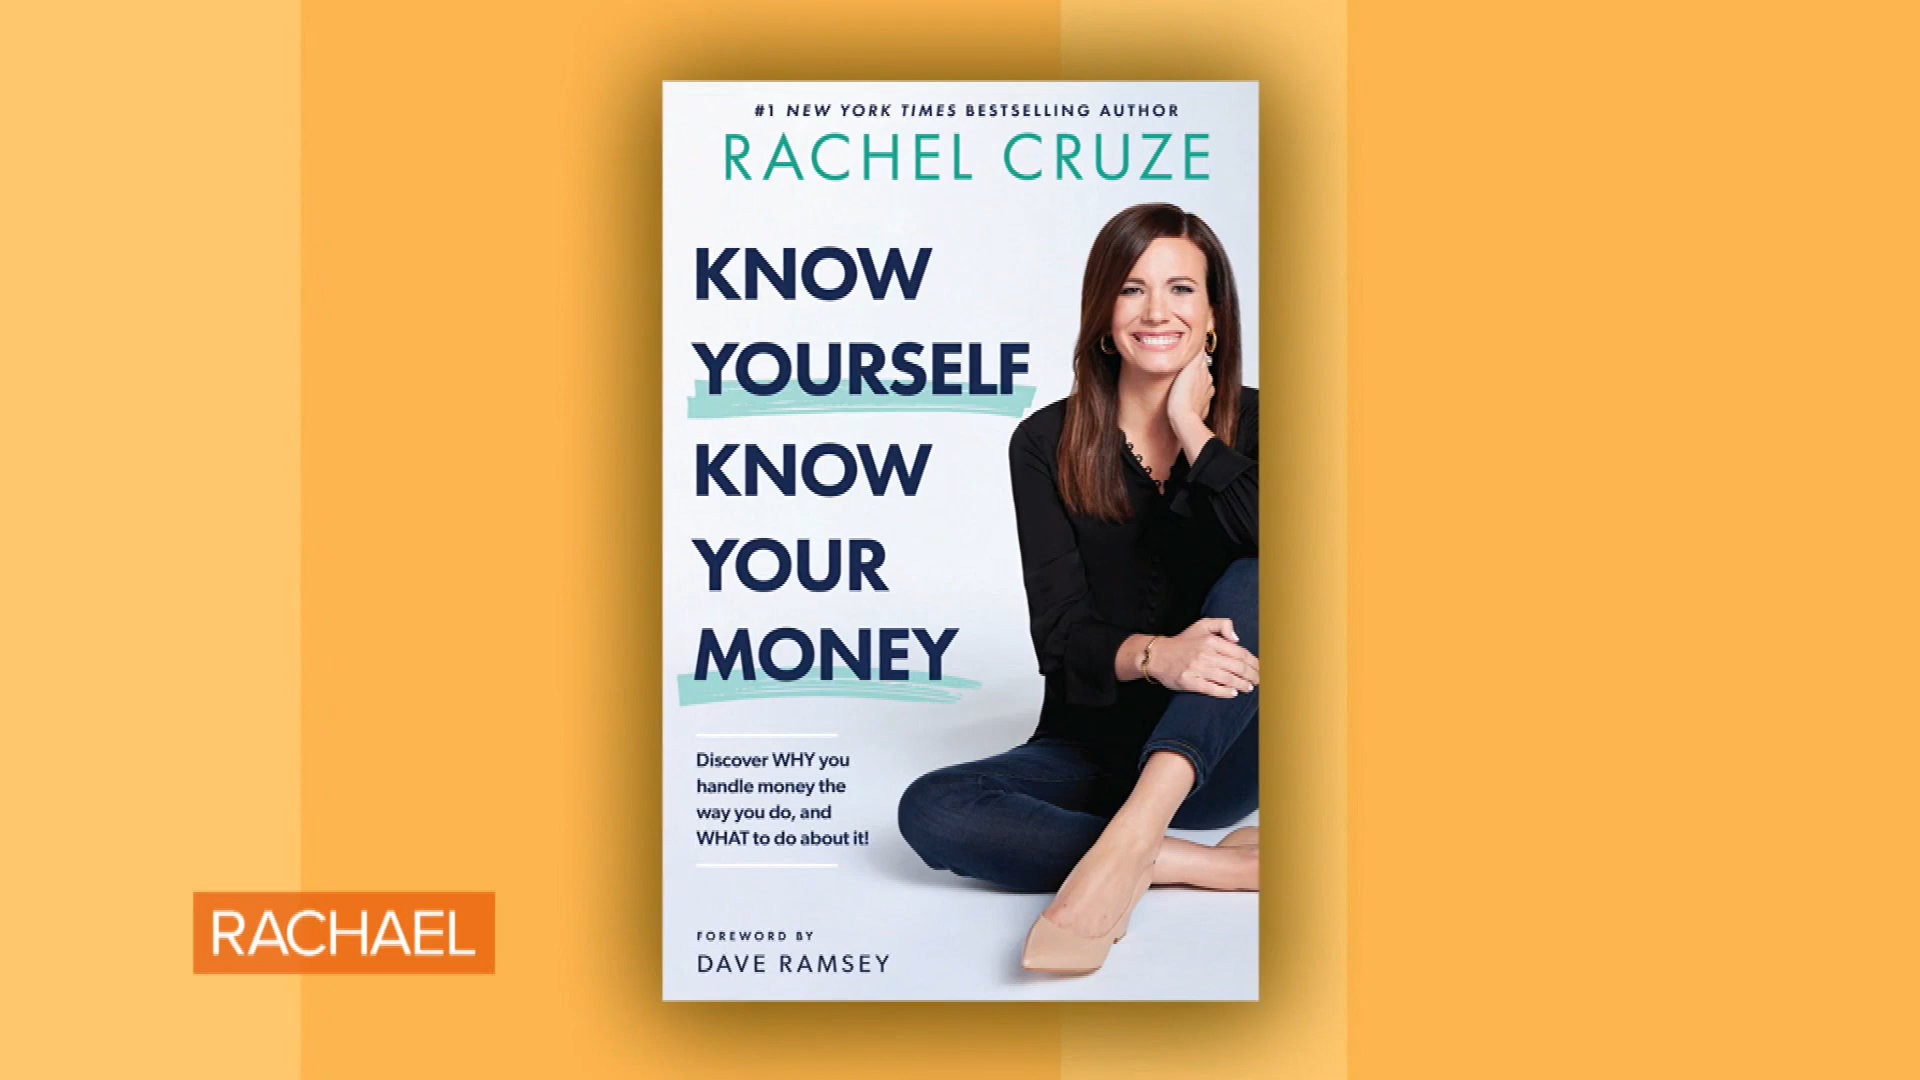 #1 NEW YORK TIMES BESTSELLING AUTHOR
RACHEL CRUZE
KNOW
YOURSELF
KNOW
YOUR
MONEY
Discover WHY you
handle money the
way you do, and
WHAT to do about it!
FOREWORD BY
DAVE RAMSEY
RACHAEL